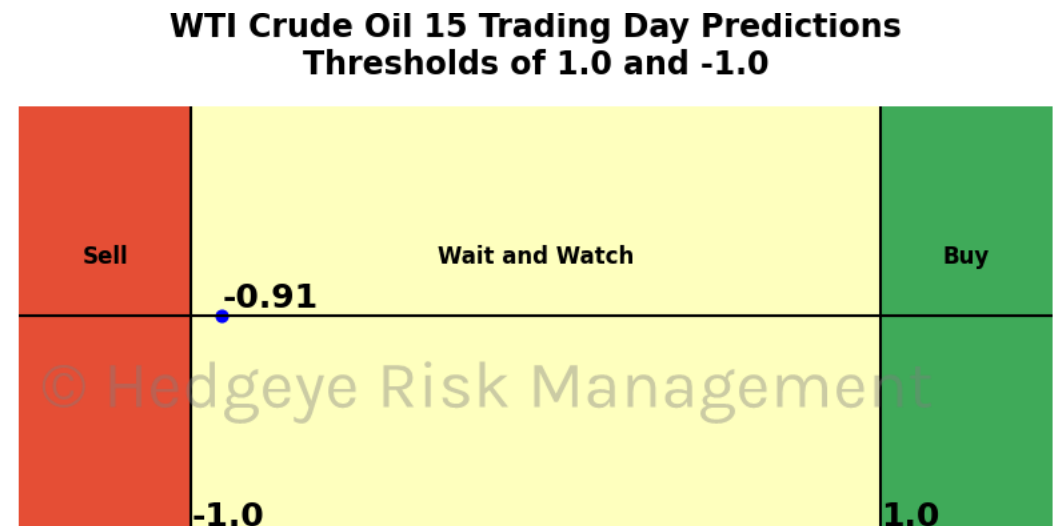 WTI Crude Oil 15 Trading Day Predictions
Thresholds of 1.0 and -1.0
Sell
Wait and Watch
Buy
-0.91
© Hedgeye Risk Management
-1.0
1.0